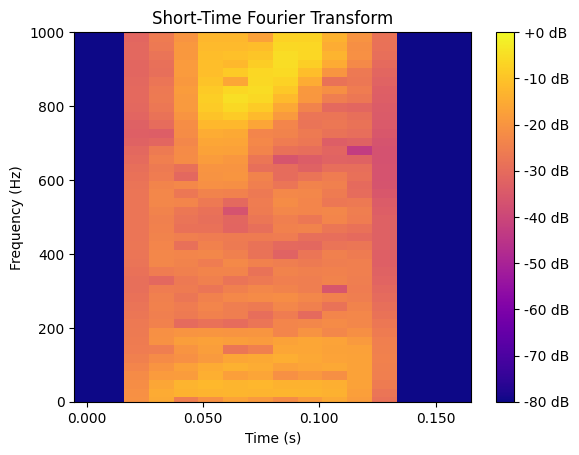 Short-Time Fourier Transform
1000
800
600
400
200
0
Frequency (Hz)
0.000
0.050
0.100
0.150
Time (s)
+0 dB
-10 dB
-20 dB
-30 dB
-40 dB
-50 dB
-60 dB
-70 dB
-80 dB